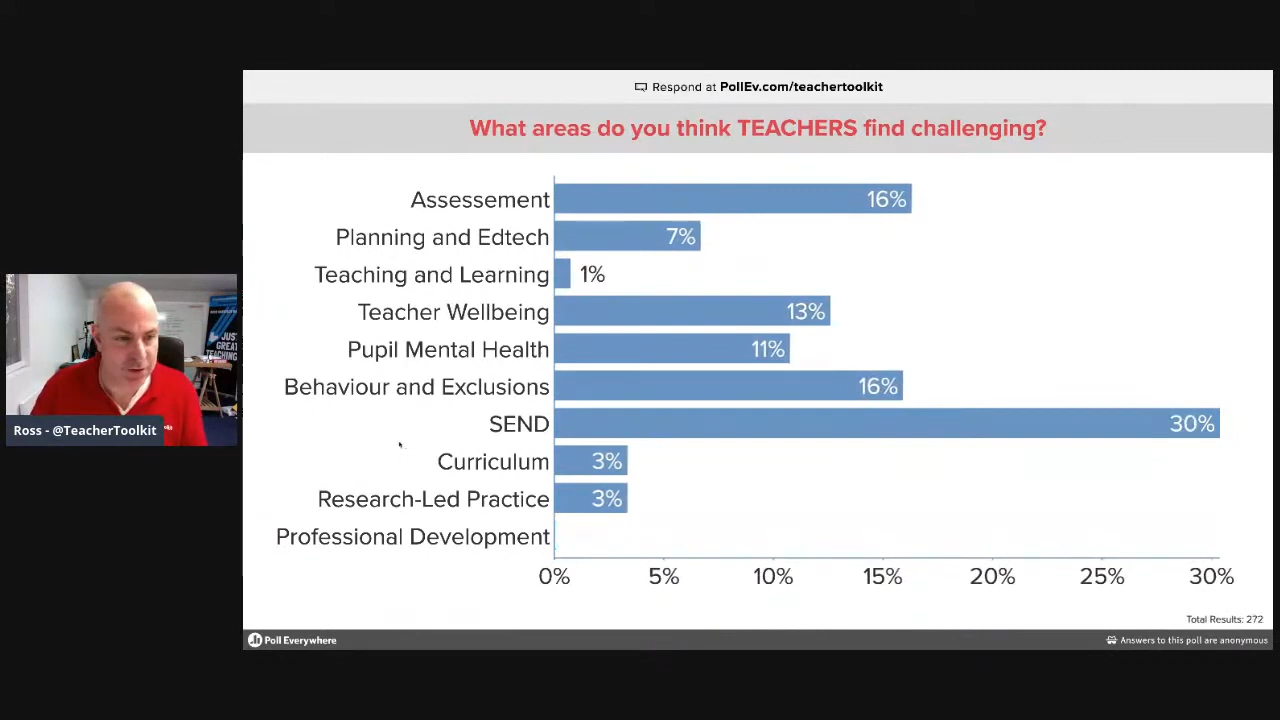 Respond at PollEv.com/teachertoolkit
What areas do you think TEACHERS find challenging?
Assessement 16%
Planning and Edtech 7%
Teaching and Learning 1%
Teacher Wellbeing 13%
Pupil Mental Health 11%
Behaviour and Exclusions 16%
SEND 30%
Curriculum 3%
Research-Led Practice 3%
Professional Development
0% 5% 10% 15% 20% 25% 30%
Total Results: 272
Poll Everywhere
Answers to this poll are anonymous
JUST
GREAT
TEACHING
Ross - @TeacherToolkit